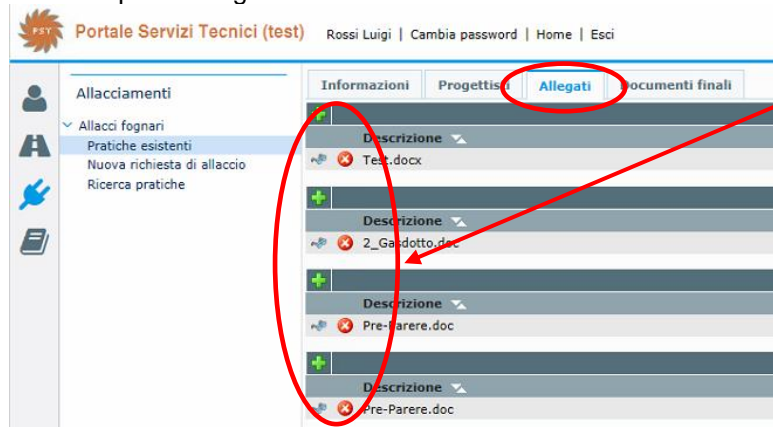 PST Portale Servizi Tecnici (test) Rossi Luigi | Cambia password | Home | Esci
Allacciamenti
Allacci fognari
Pratiche esistenti
Nuova richiesta di allaccio
Ricerca pratiche
Informazioni Progettisti Allegati Documenti finali
Descrizione
Test.docx
Descrizione
2_Gasdotto.doc
Descrizione
Pre-Parere.doc
Descrizione
Pre-Parere.doc